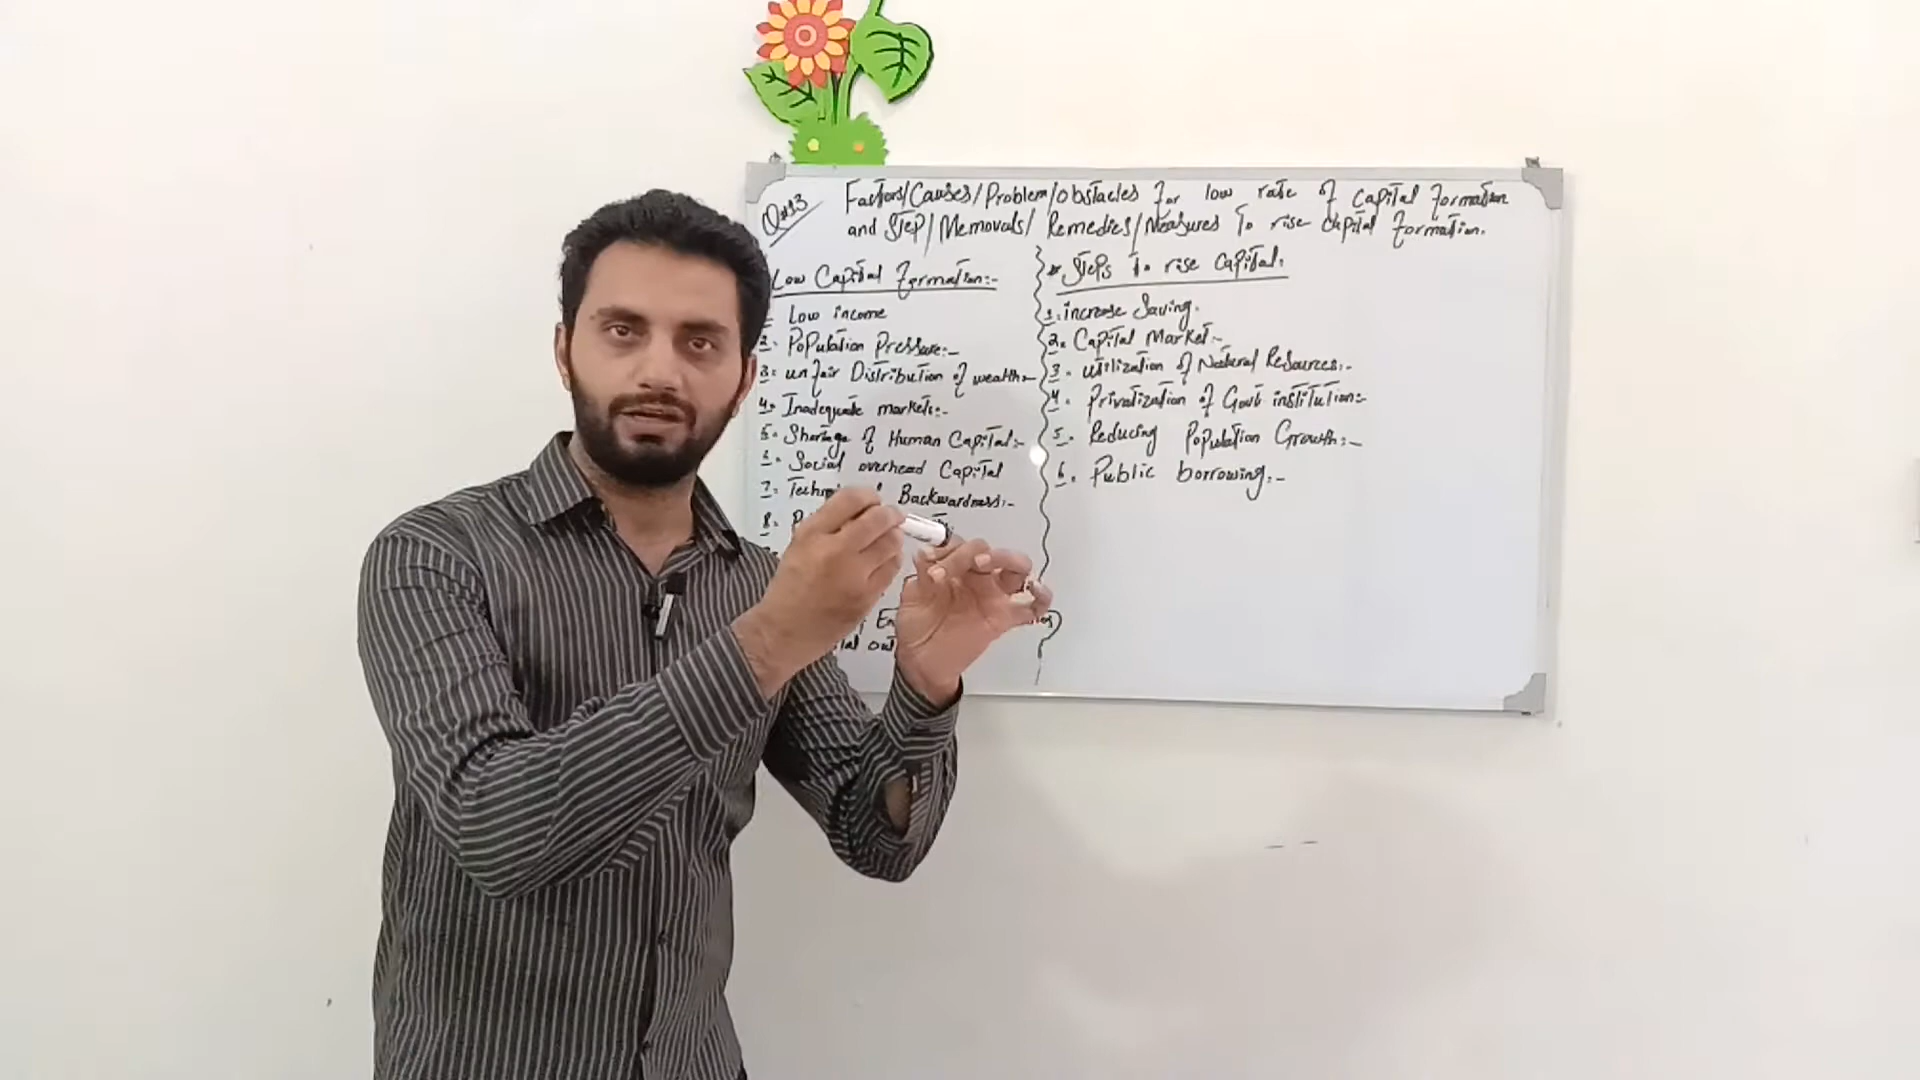 Q#13
Factors/Causes/Problem/obstacles For low rate of Capital Formation
and Step/Memovals/Remedies/Measures To rise Capital Formation.
Low Capital Formation:-
Low income
2. Population Pressure:-
3: unfair Distribution of wealth:-
4. Inadequate markets:-
5. Shortage of Human Capital:-
Social overhead Capital
7. Backwardness:-
8.
out
Steps To rise Capital:
1. increase Saving.
2. Capital Market:-
3. utilization of Natural Resources:-
4. Privatization of Govt institution:-
5. Reducing Population Growth:-
6. Public borrowing:-